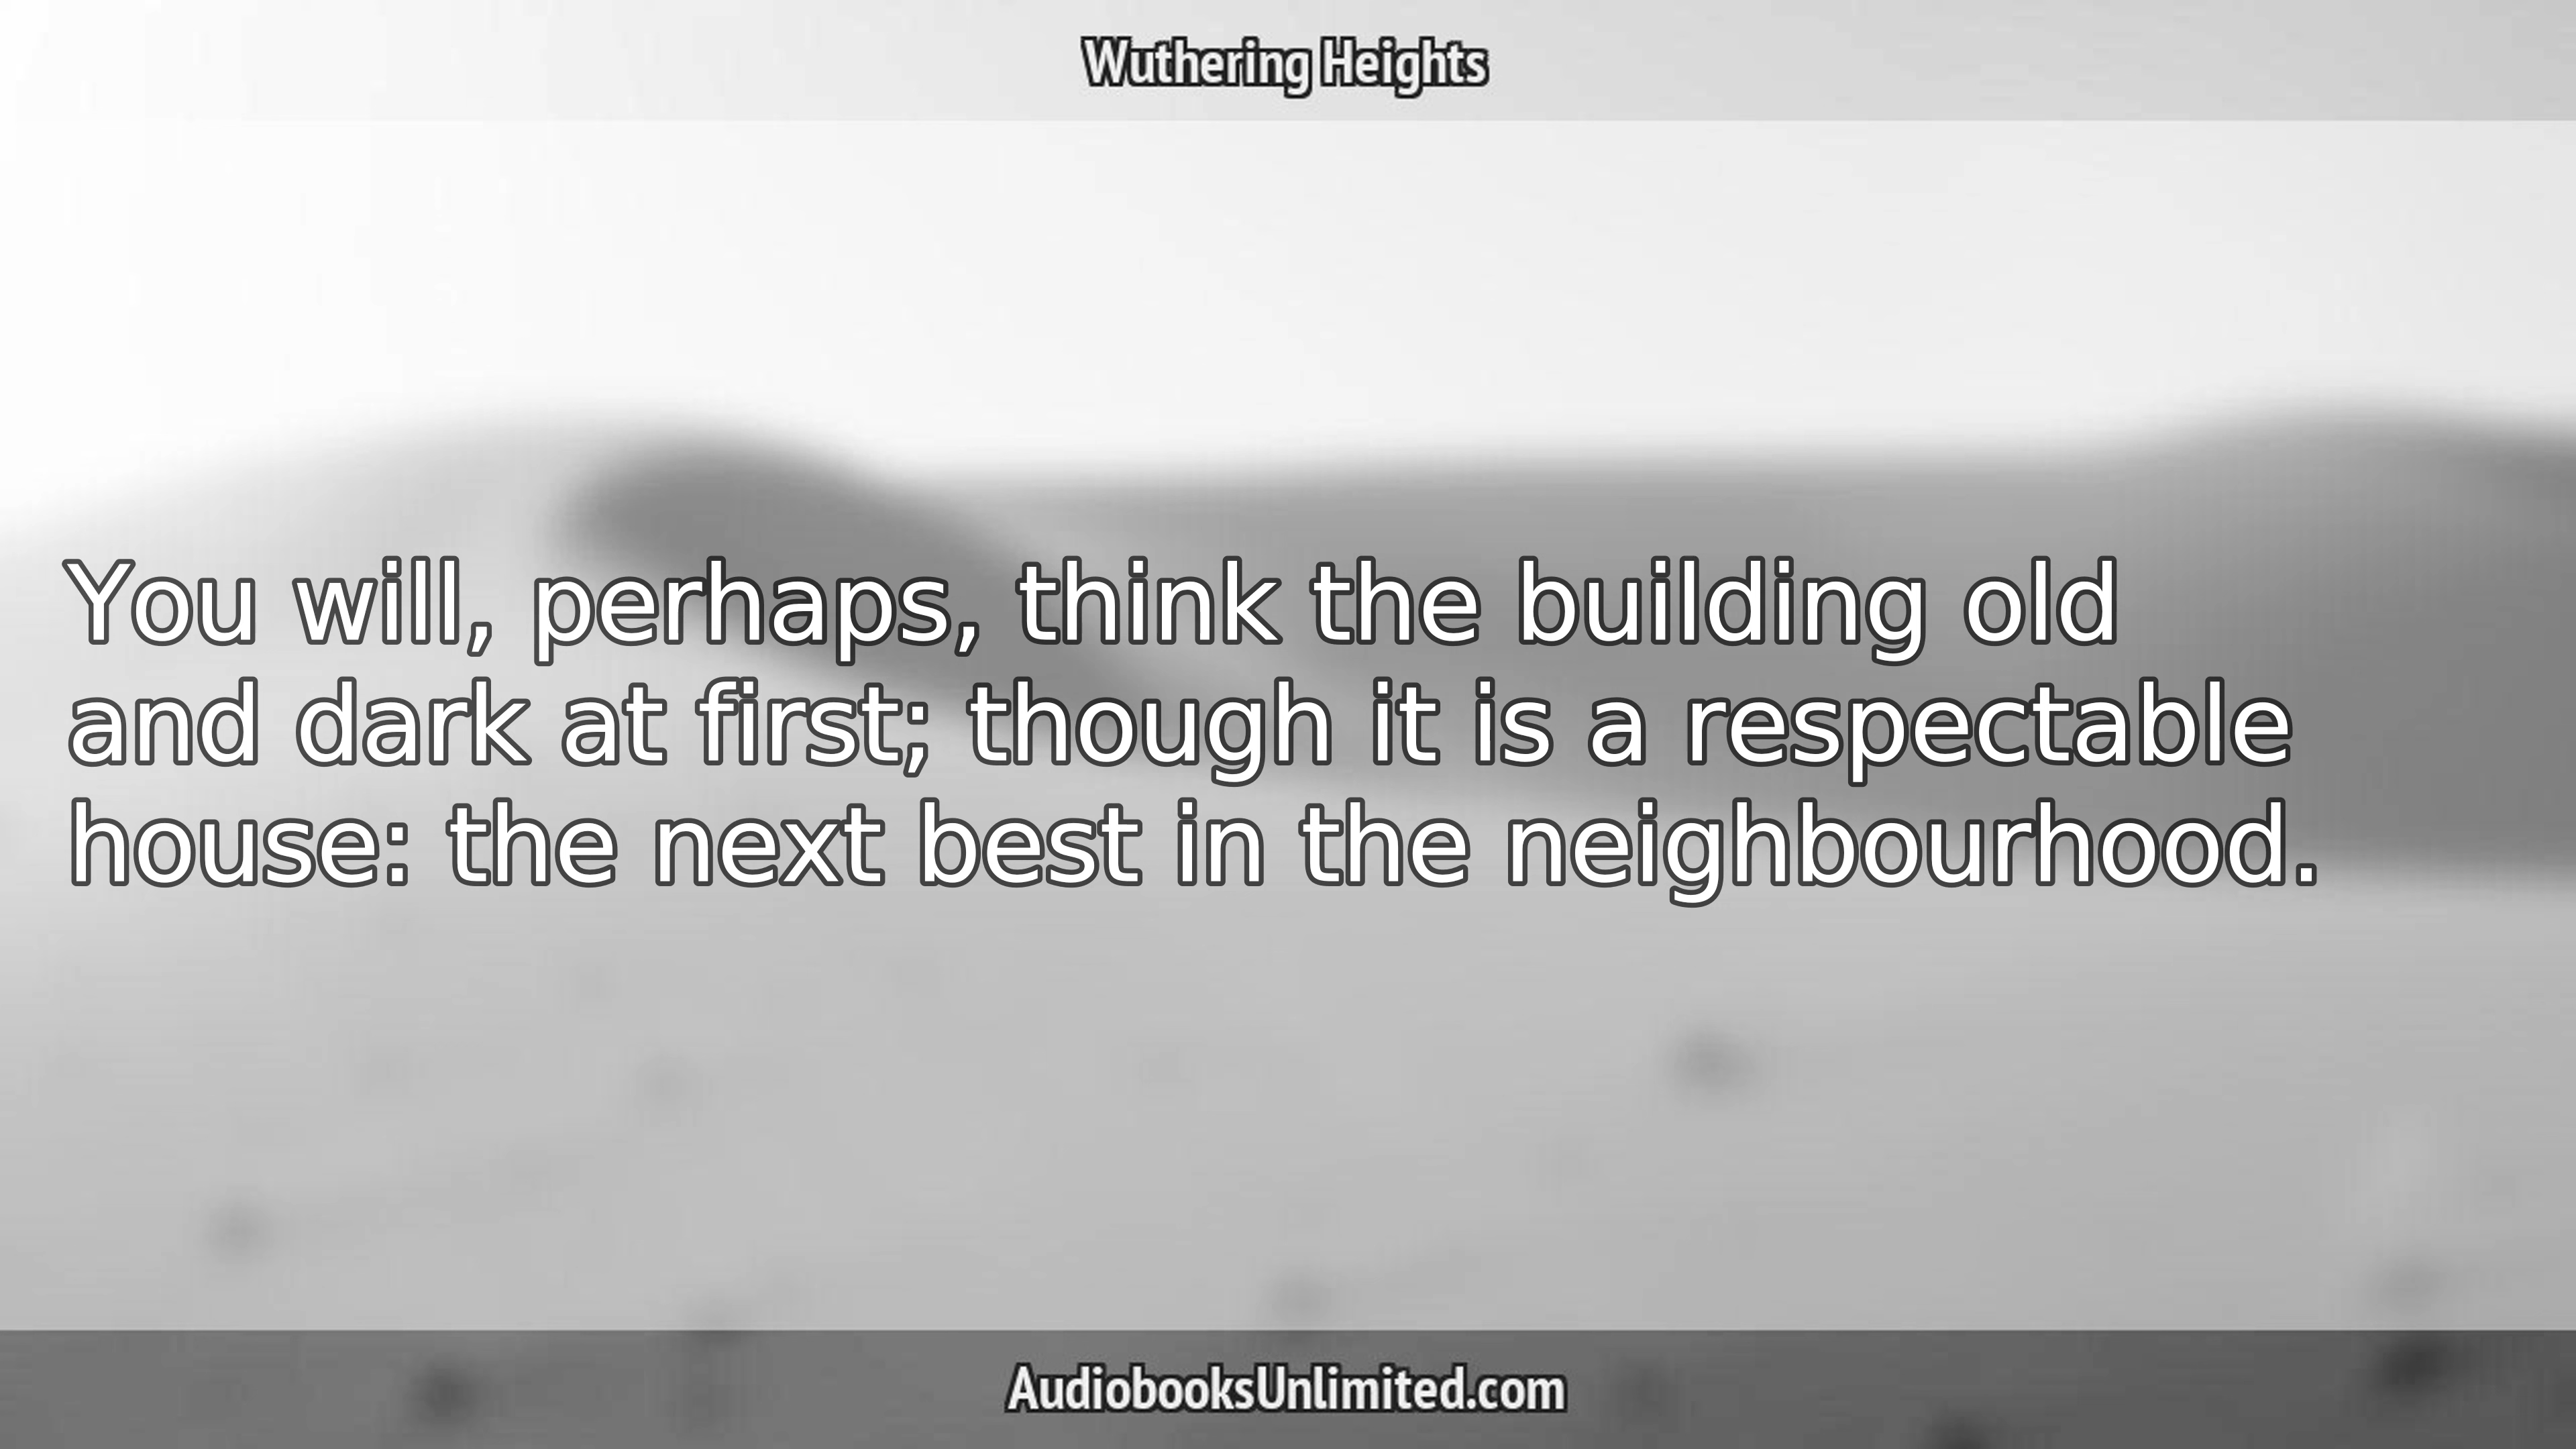 Wuthering Heights
You will, perhaps, think the building old
and dark at first; though it is a respectable
house: the next best in the neighbourhood.
AudiobooksUnlimited.com